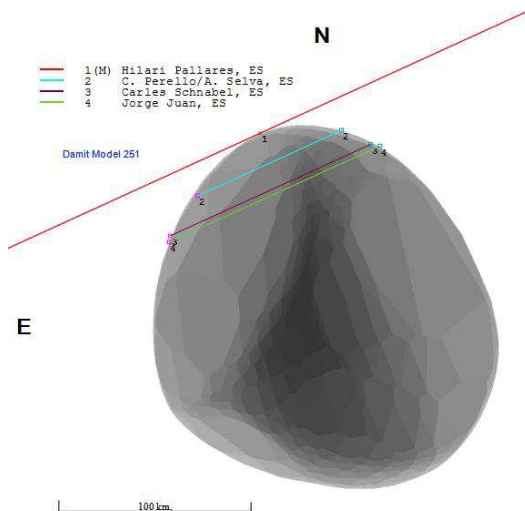 N
1(M) Hilari Pallares, ES
2 C. Perello/A. Selva, ES
3 Carles Schnabel, ES
4 Jorge Juan, ES
Damit Model 251
1
2
3
4
2
3
4
E
100 km.